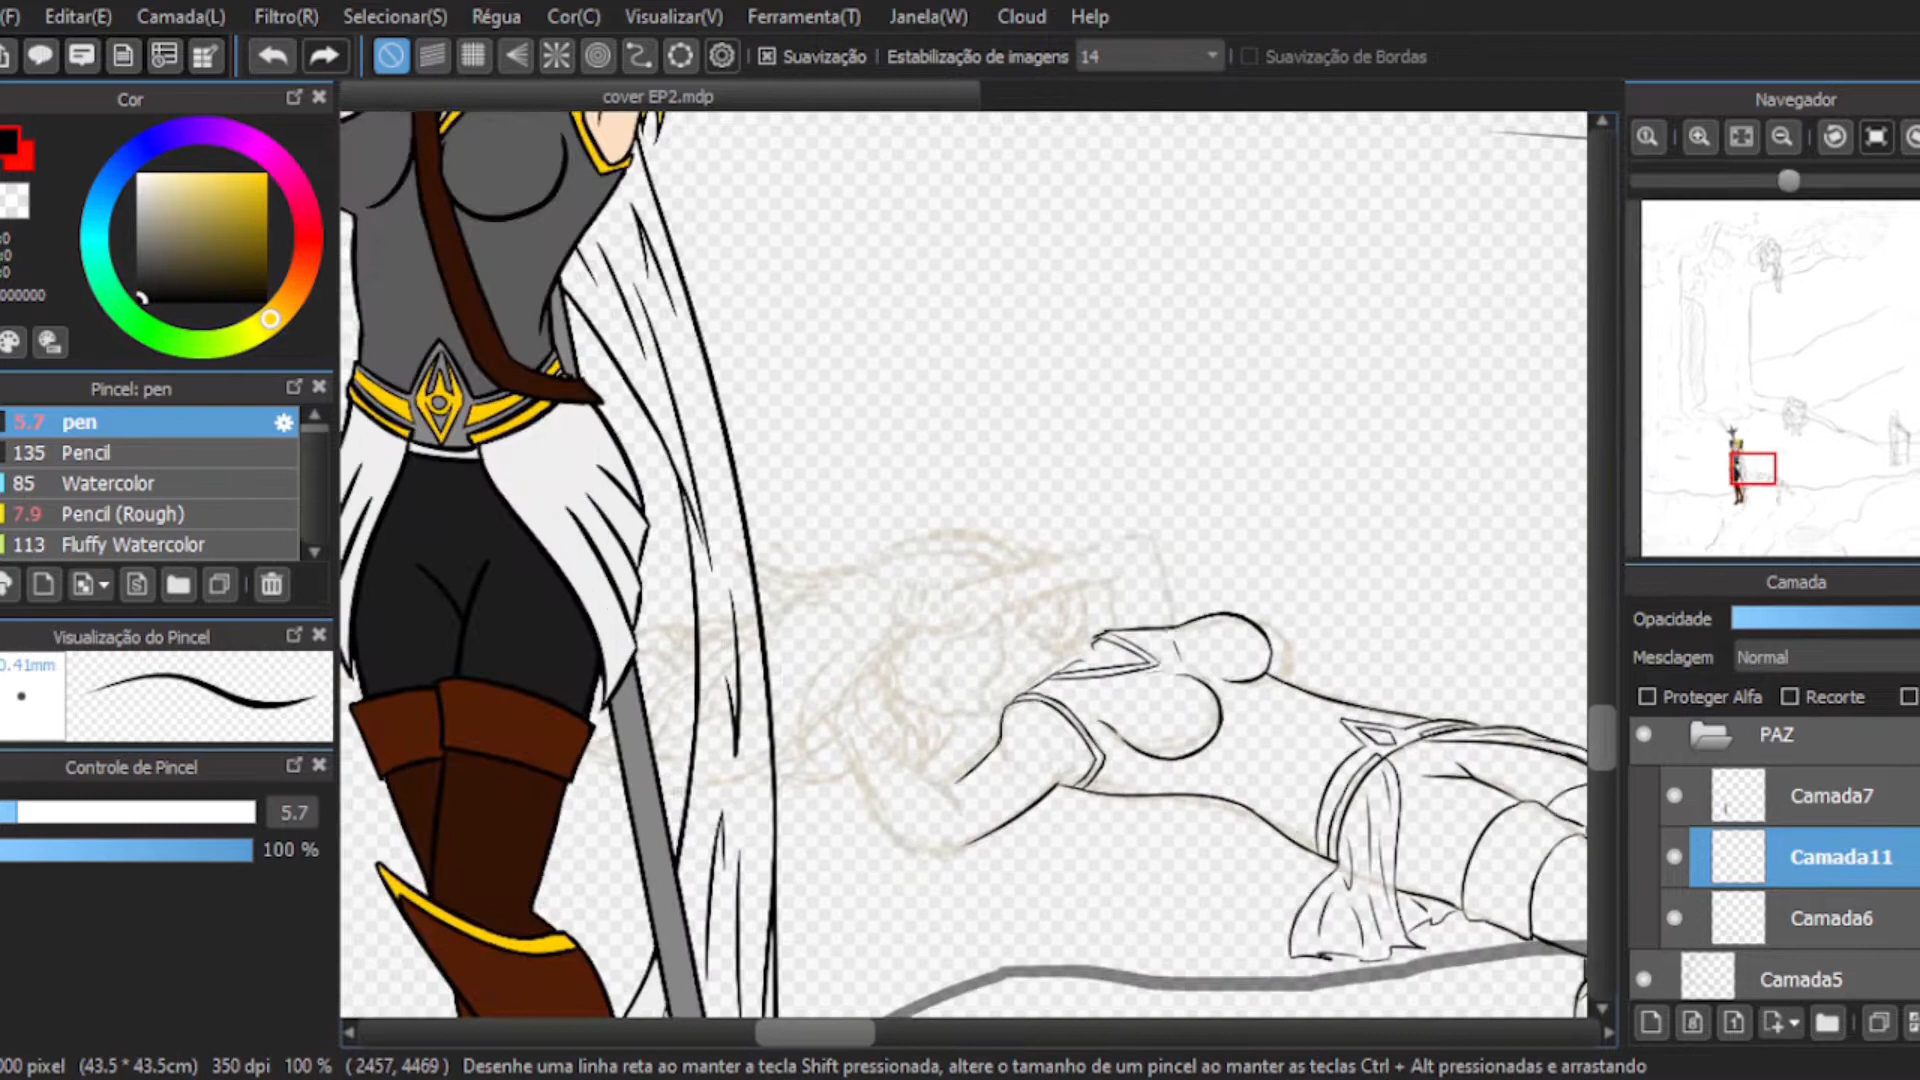 (F) Editar(E) Camada(L) Filtro(R) Selecionar(S) Régua Cor(C) Visualizar(V) Ferramenta(T) Janela(W) Cloud Help
Suavização Estabilização de imagens 14 Suavização de Bordas
Cor
cover EP2.mdp
Navegador
:0
:0
:0
000000
Pincel: pen
5.7 pen
135 Pencil
85 Watercolor
7.9 Pencil (Rough)
113 Fluffy Watercolor
Visualização do Pincel
0.41mm
Controle de Pincel
5.7
100 %
Camada
Opacidade
Mesclagem Normal
Proteger Alfa Recorte
PAZ
Camada7
Camada11
Camada6
Camada5
000 pixel (43.5 * 43.5cm) 350 dpi 100 % ( 2457, 4469 ) Desenhe uma linha reta ao manter a tecla Shift pressionada, altere o tamanho de um pincel ao manter as teclas Ctrl + Alt pressionadas e arrastando